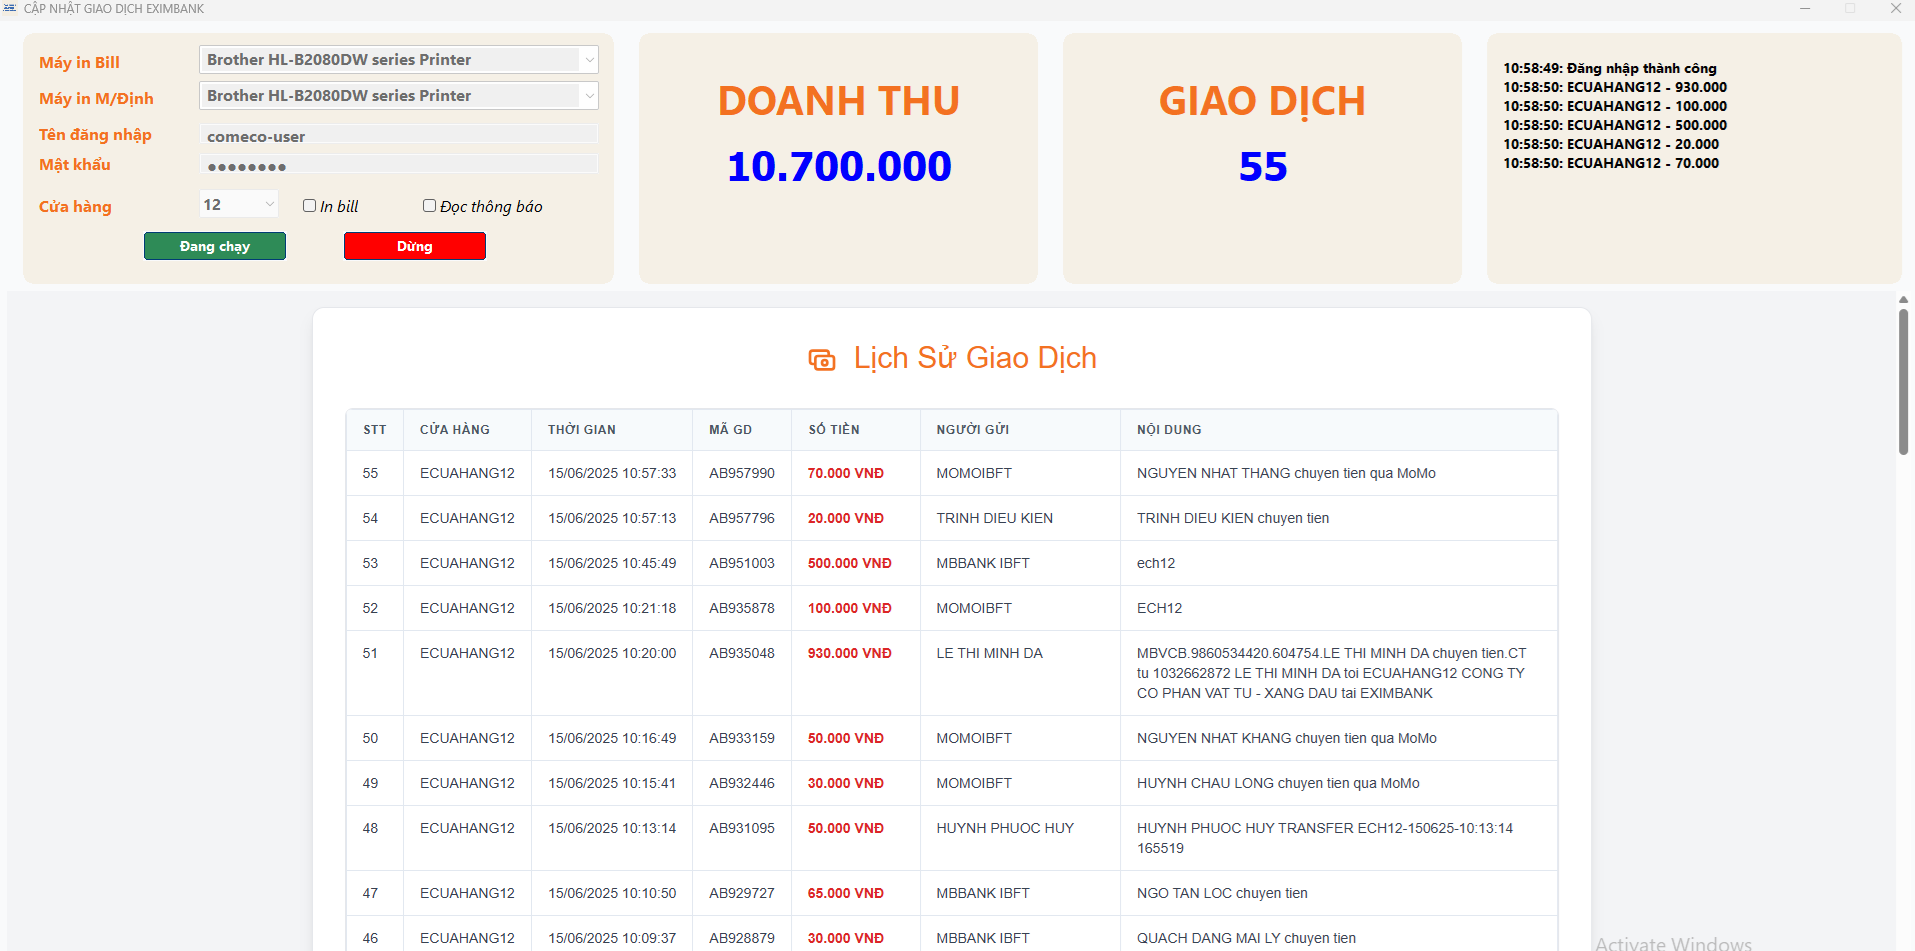 CẬP NHẬT GIAO DỊCH EXIMBANK
Máy in Bill
Brother HL-B2080DW series Printer
Máy in M/Định
Brother HL-B2080DW series Printer
Tên đăng nhập
comeco-user
Mật khẩu
●●●●●●●●
Cửa hàng
12
In bill
Đọc thông báo
Đang chạy
Dừng
DOANH THU
10.700.000
GIAO DỊCH
55
10:58:49: Đăng nhập thành công
10:58:50: ECUAHANG12 - 930.000
10:58:50: ECUAHANG12 - 100.000
10:58:50: ECUAHANG12 - 500.000
10:58:50: ECUAHANG12 - 20.000
10:58:50: ECUAHANG12 - 70.000
Lịch Sử Giao Dịch
STT CỬA HÀNG THỜI GIAN MÃ GD SỐ TIỀN NGƯỜI GỬI NỘI DUNG
55 ECUAHANG12 15/06/2025 10:57:33 AB957990 70.000 VNĐ MOMOIBFT NGUYEN NHAT THANG chuyen tien qua MoMo
54 ECUAHANG12 15/06/2025 10:57:13 AB957796 20.000 VNĐ TRINH DIEU KIEN TRINH DIEU KIEN chuyen tien
53 ECUAHANG12 15/06/2025 10:45:49 AB951003 500.000 VNĐ MBBANK IBFT ech12
52 ECUAHANG12 15/06/2025 10:21:18 AB935878 100.000 VNĐ MOMOIBFT ECH12
51 ECUAHANG12 15/06/2025 10:20:00 AB935048 930.000 VNĐ LE THI MINH DA MBVCB.9860534420.604754.LE THI MINH DA chuyen tien.CT
tu 1032662872 LE THI MINH DA toi ECUAHANG12 CONG TY
CO PHAN VAT TU - XANG DAU tai EXIMBANK
50 ECUAHANG12 15/06/2025 10:16:49 AB933159 50.000 VNĐ MOMOIBFT NGUYEN NHAT KHANG chuyen tien qua MoMo
49 ECUAHANG12 15/06/2025 10:15:41 AB932446 30.000 VNĐ MOMOIBFT HUYNH CHAU LONG chuyen tien qua MoMo
48 ECUAHANG12 15/06/2025 10:13:14 AB931095 50.000 VNĐ HUYNH PHUOC HUY HUYNH PHUOC HUY TRANSFER ECH12-150625-10:13:14
165519
47 ECUAHANG12 15/06/2025 10:10:50 AB929727 65.000 VNĐ MBBANK IBFT NGO TAN LOC chuyen tien
46 ECUAHANG12 15/06/2025 10:09:37 AB928879 30.000 VNĐ MBBANK IBFT QUACH DANG MAI LY chuyen tien
Activate Windows